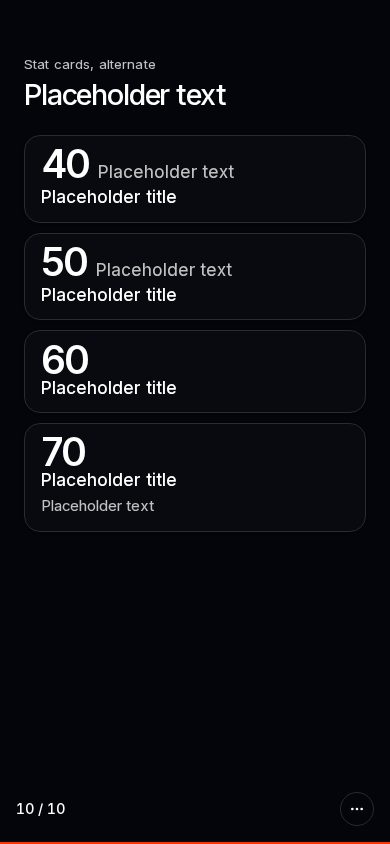 Stat cards, alternate
Placeholder text
40 Placeholder text
Placeholder title
50 Placeholder text
Placeholder title
60
Placeholder title
70
Placeholder title
Placeholder text
10 / 10